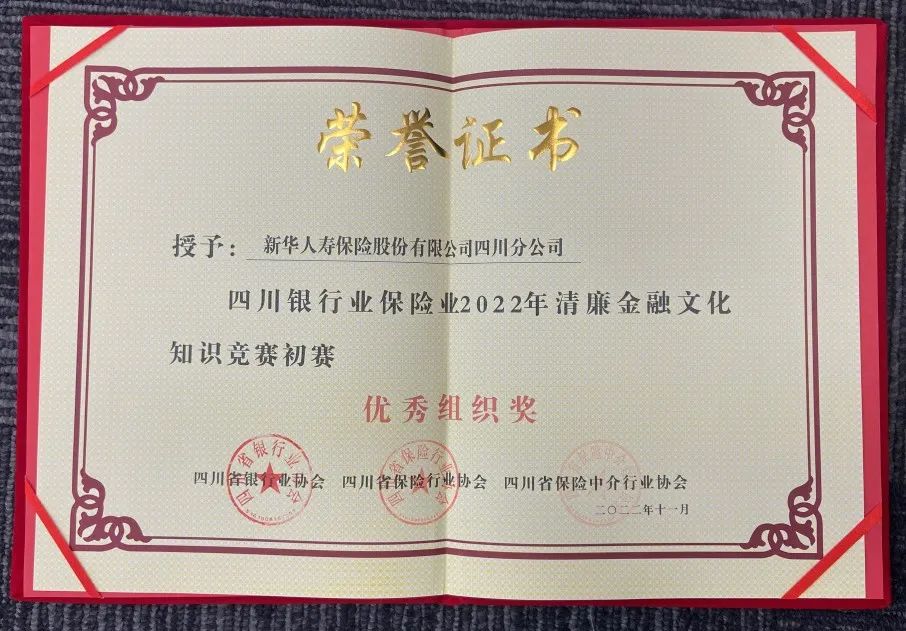 荣誉证书
授予：新华人寿保险股份有限公司四川分公司
四川银行业保险业2022年清廉金融文化
知识竞赛初赛
优秀组织奖
四川省银行业协会 四川省保险行业协会 四川省保险中介行业协会
二〇二二年十一月